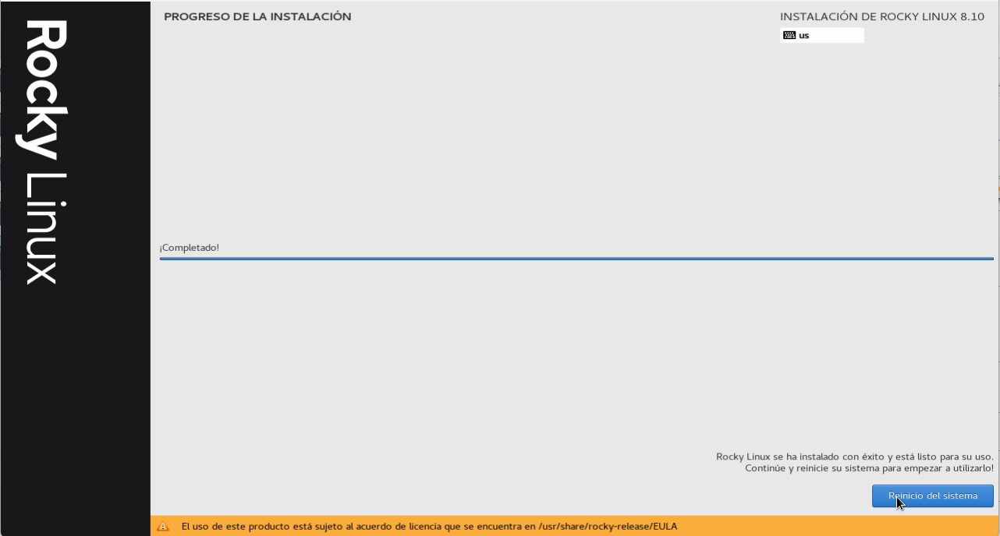 Rocky Linux
PROGRESO DE LA INSTALACIÓN
INSTALACIÓN DE ROCKY LINUX 8.10
us
¡Completado!
Rocky Linux se ha instalado con éxito y está listo para su uso.
Continúe y reinicie su sistema para empezar a utilizarlo!
Reinicio del sistema
El uso de este producto está sujeto al acuerdo de licencia que se encuentra en /usr/share/rocky-release/EULA